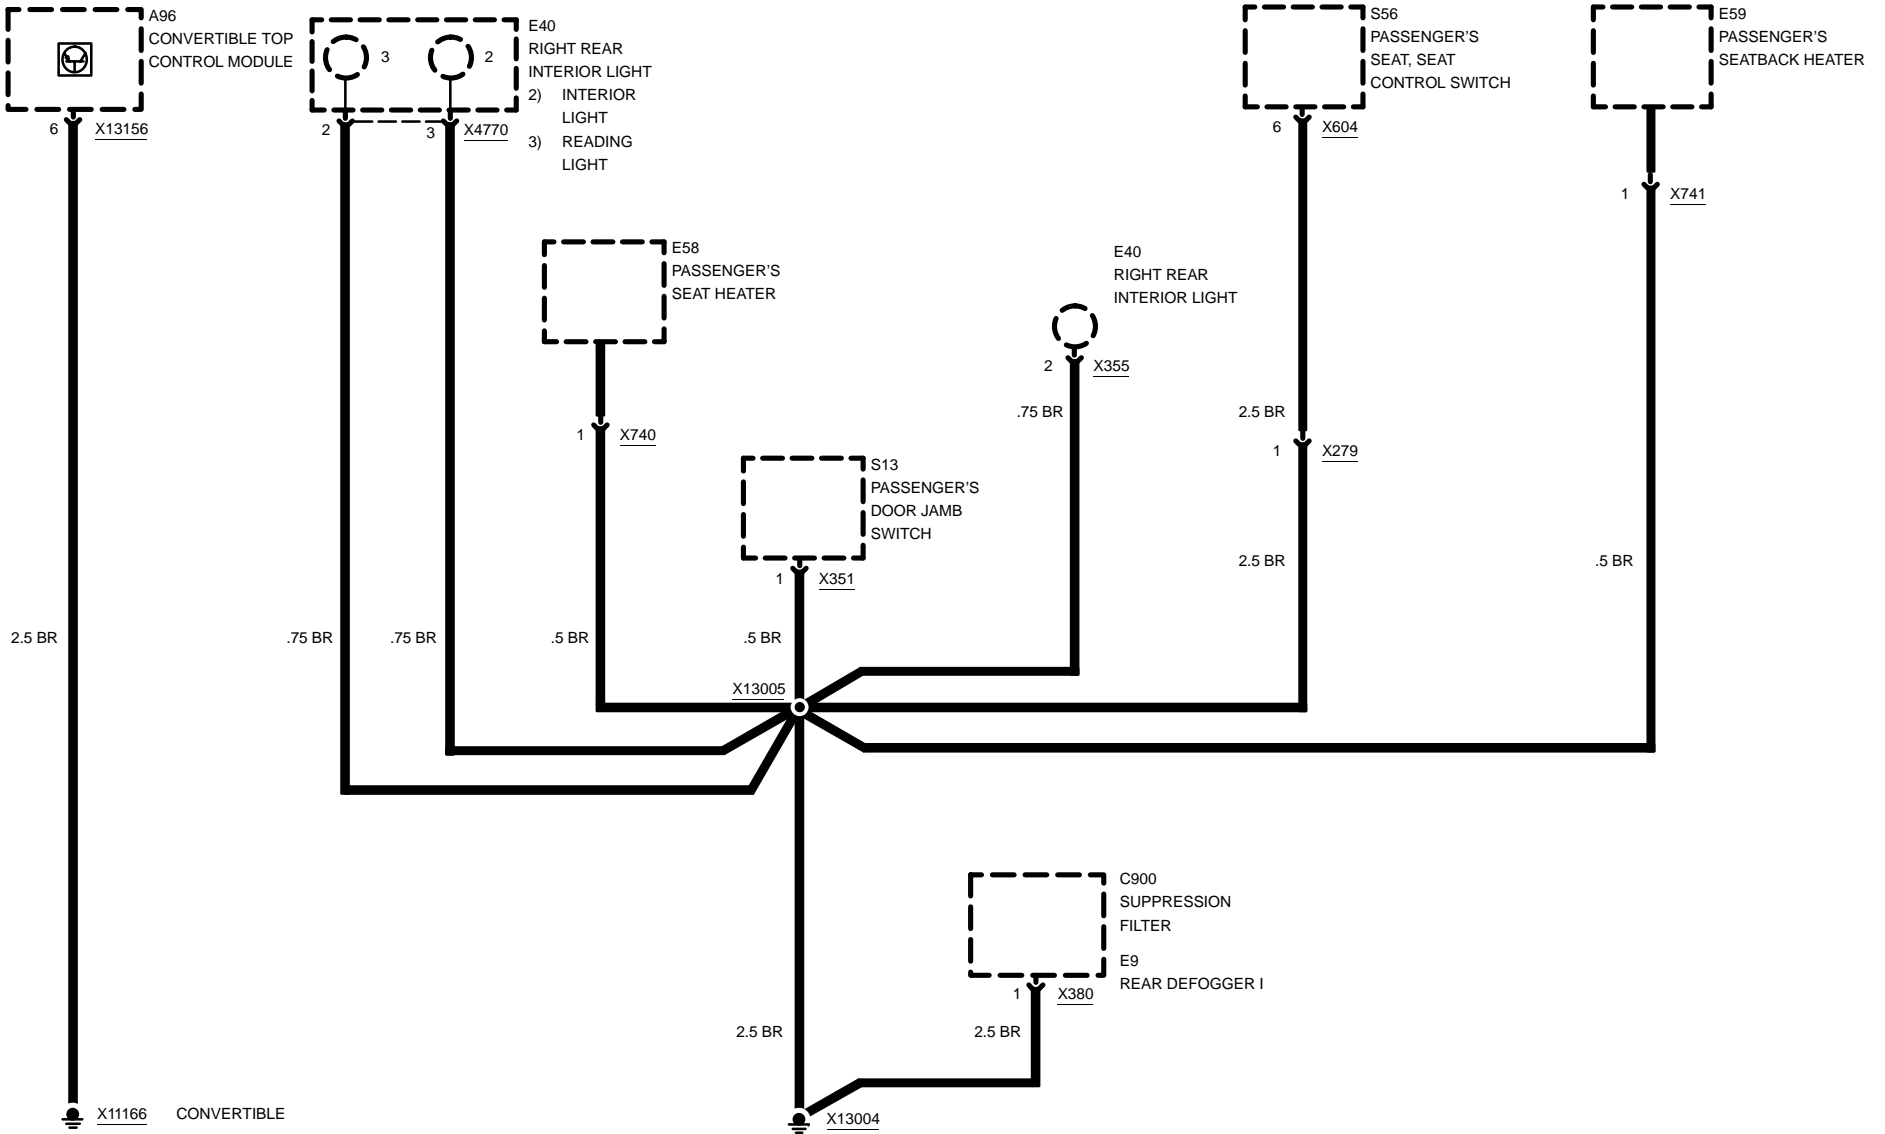 A96
CONVERTIBLE TOP
CONTROL MODULE
6
X13156
3
2
E40
RIGHT REAR
INTERIOR LIGHT
2) INTERIOR
LIGHT
3) READING
LIGHT
2
3
X4770
S56
PASSENGER’S
SEAT, SEAT
CONTROL SWITCH
6
X604
E59
PASSENGER’S
SEATBACK HEATER
1
X741
E58
PASSENGER’S
SEAT HEATER
1
X740
E40
RIGHT REAR
INTERIOR LIGHT
2
X355
.75 BR
2.5 BR
1
X279
S13
PASSENGER’S
DOOR JAMB
SWITCH
1
X351
2.5 BR
.5 BR
2.5 BR
.75 BR
.75 BR
.5 BR
.5 BR
X13005
C900
SUPPRESSION
FILTER
E9
REAR DEFOGGER I
1
X380
2.5 BR
2.5 BR
X11166
CONVERTIBLE
X13004